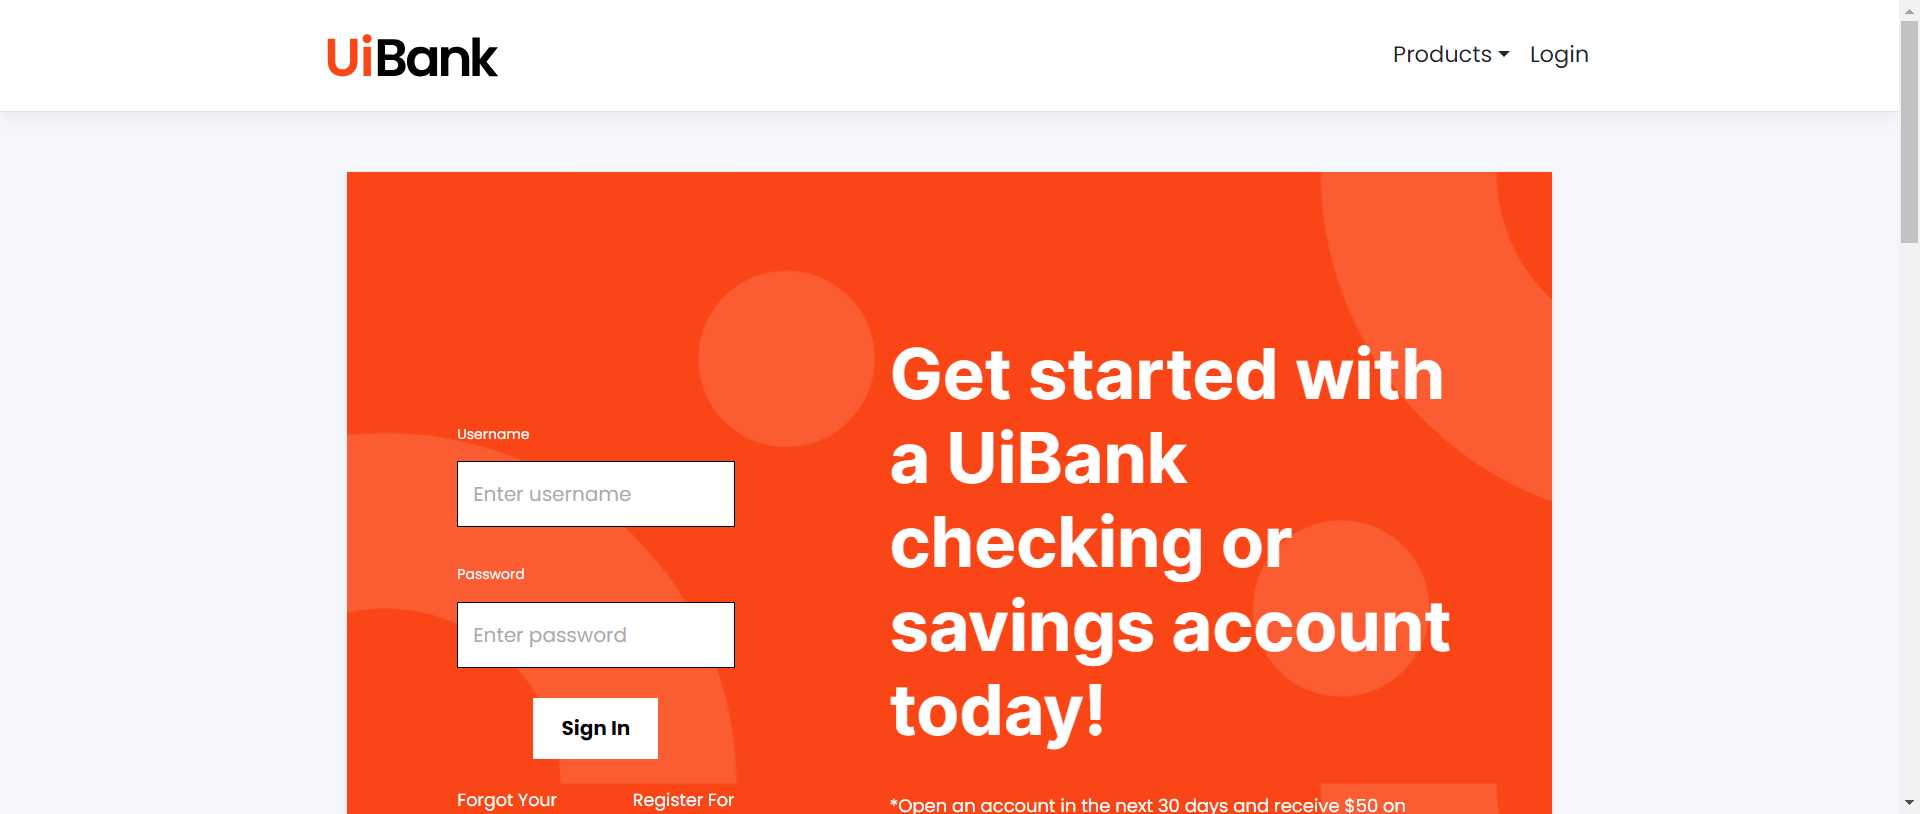 UiBank
Products Login
Username
Enter username
Password
Enter password
Sign In
Forgot Your
Register For
Get started with
a UiBank
checking or
savings account
today!
*Open an account in the next 30 days and receive $50 on